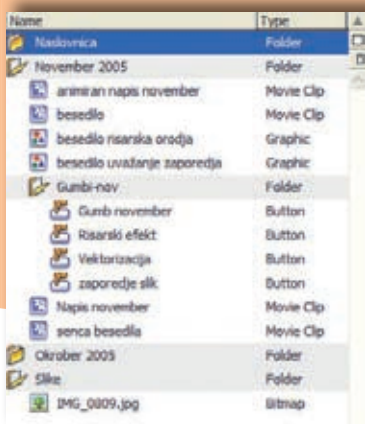 Name Type
Naslovnica Folder
November 2005 Folder
animiran napis november Movie Clip
besedilo Movie Clip
besedilo risarska orodja Graphic
besedilo uvažanje zaporedja Graphic
Gumbi-nov Folder
Gumb november Button
Risarski efekt Button
Vektorizacija Button
zaporedje slik Button
Napis november Movie Clip
senca besedila Movie Clip
Okrober 2005 Folder
Slike Folder
IMG_0809.jpg Bitmap